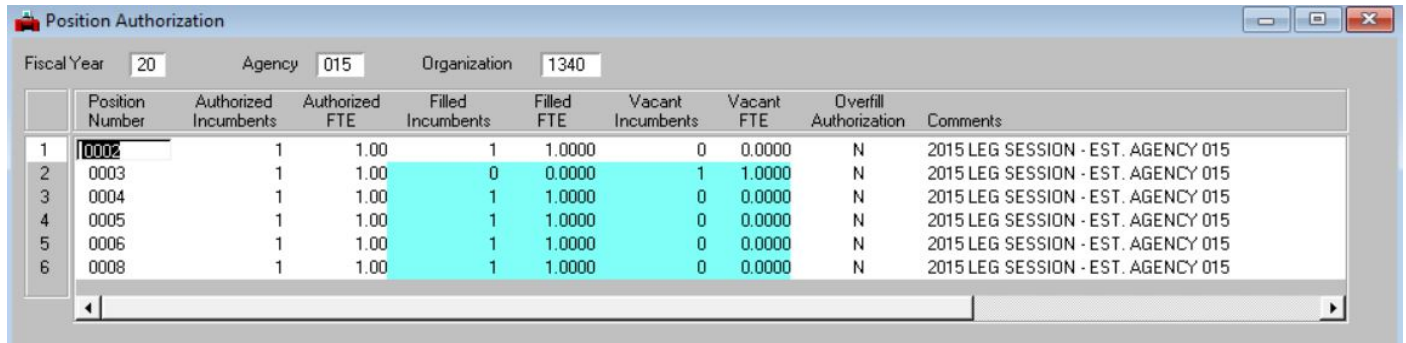 Position Authorization
Fiscal Year 20 Agency 015 Organization 1340
Position Authorized Authorized Filled Filled Vacant Vacant Overfill
Number Incumbents FTE Incumbents FTE Incumbents FTE Authorization Comments
1 0002 1 1.00 1 1.0000 0 0.0000 N 2015 LEG SESSION - EST. AGENCY 015
2 0003 1 1.00 0 0.0000 1 1.0000 N 2015 LEG SESSION - EST. AGENCY 015
3 0004 1 1.00 1 1.0000 0 0.0000 N 2015 LEG SESSION - EST. AGENCY 015
4 0005 1 1.00 1 1.0000 0 0.0000 N 2015 LEG SESSION - EST. AGENCY 015
5 0006 1 1.00 1 1.0000 0 0.0000 N 2015 LEG SESSION - EST. AGENCY 015
6 0008 1 1.00 1 1.0000 0 0.0000 N 2015 LEG SESSION - EST. AGENCY 015